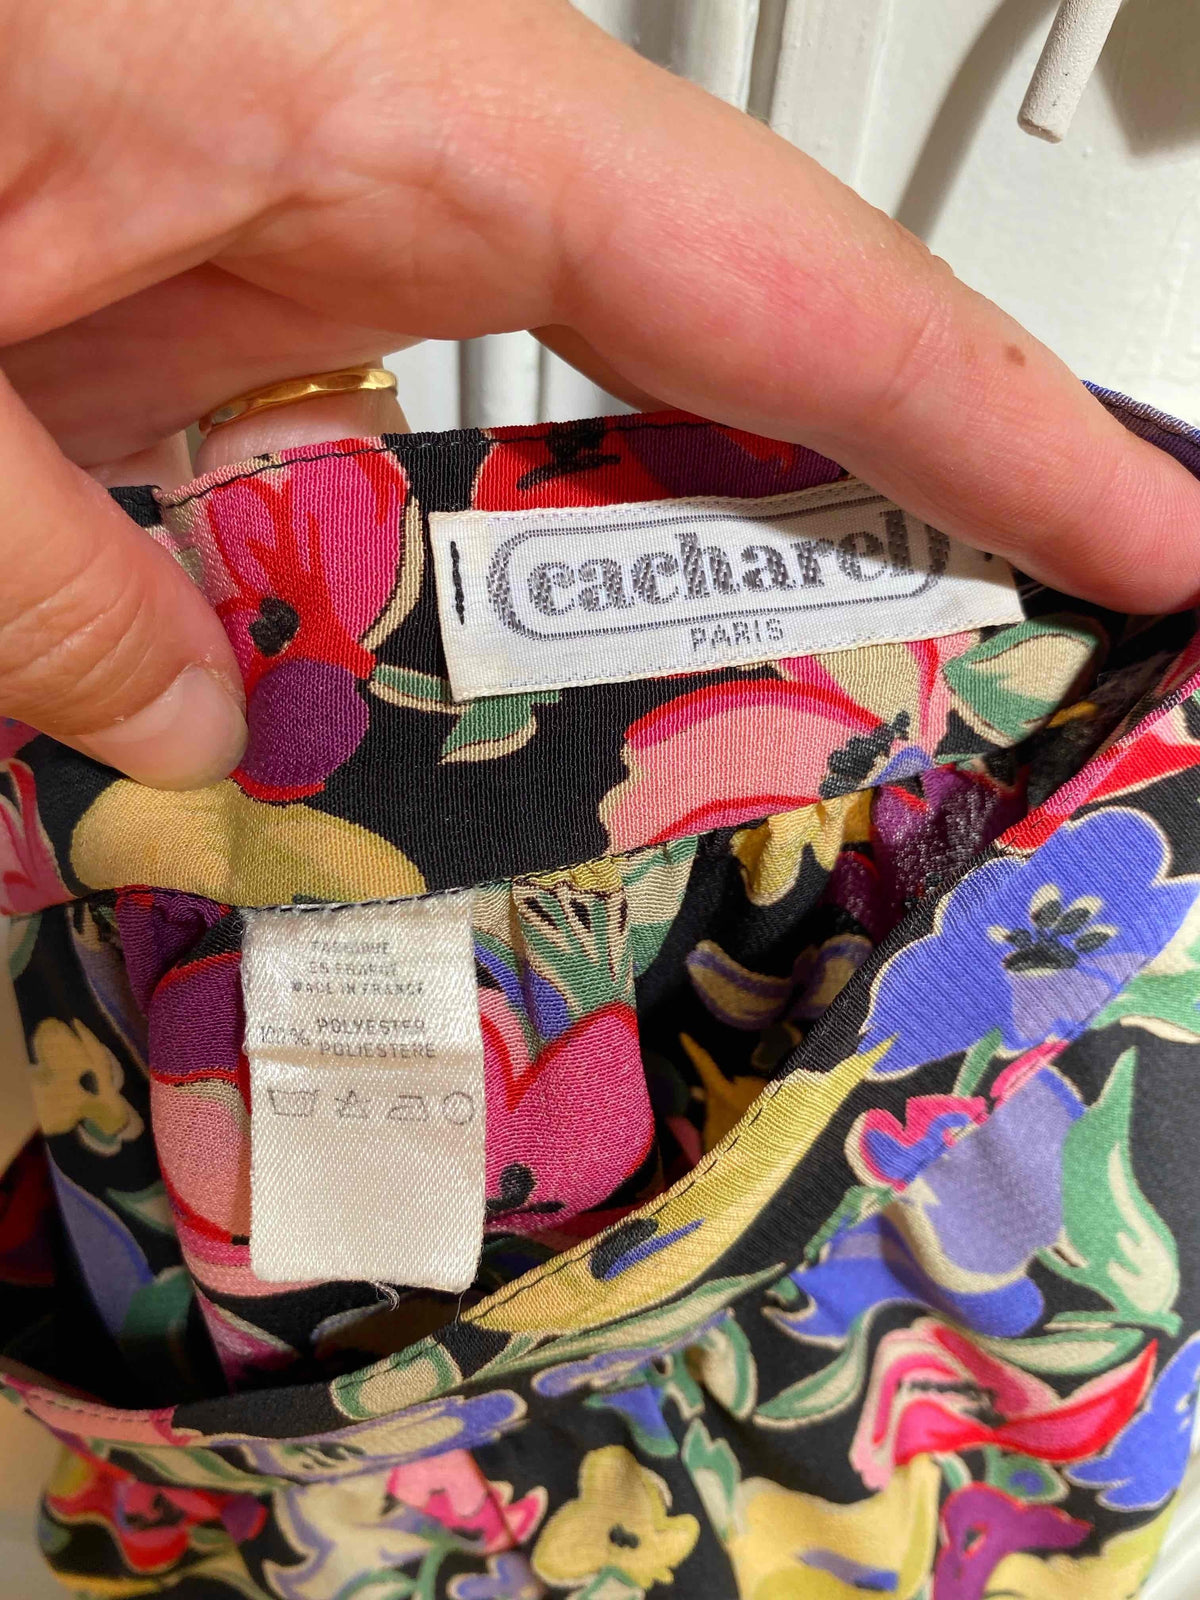 cacharel
PARIS
FABRIQUE
EN FRANCE
MADE IN FRANCE
100% POLYESTER
POLIESTERE